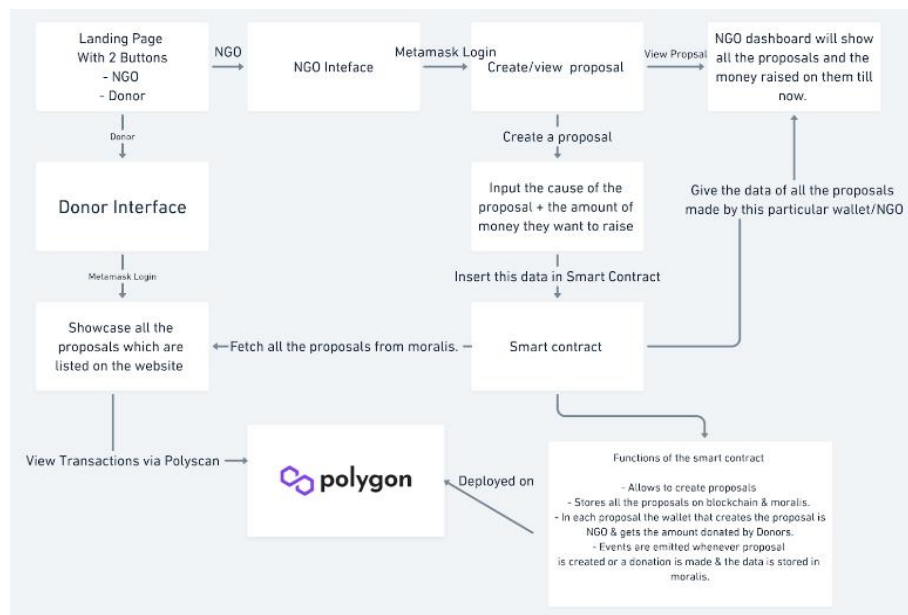 Landing Page
With 2 Buttons
- NGO
- Donor
NGO
NGO Inteface
Metamask Login
Create/view proposal
View Propsal
NGO dashboard will show
all the proposals and the
money raised on them till
now.
Donor
Create a proposal
Donor Interface
Input the cause of the
proposal + the amount of
money they want to raise
Give the data of all the proposals
made by this particular wallet/NGO
Metamask Login
Insert this data in Smart Contract
Showcase all the
proposals which are
listed on the website
Fetch all the proposals from moralis.
Smart contract
View Transactions via Polyscan
polygon
Deployed on
Functions of the smart contract
- Allows to create proposals
- Stores all the proposals on blockchain & moralis.
- In each proposal the wallet that creates the proposal is
NGO & gets the amount donated by Donors.
- Events are emitted whenever proposal
is created or a donation is made & the data is stored in
moralis.